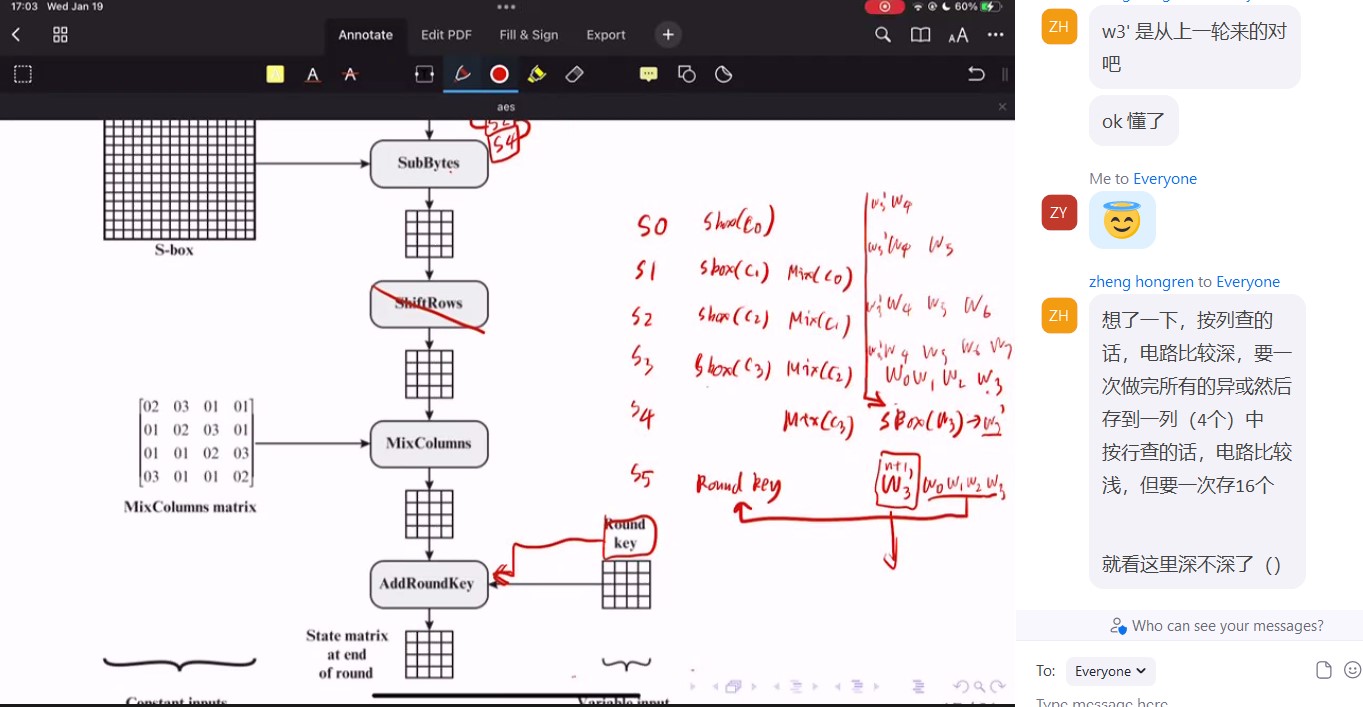 17:03 Wed Jan 19
60%
Annotate
Edit PDF
Fill & Sign
Export
aes
S4
SubBytes
S-box
ShiftRows
[02 03 01 01]
01 02 03 01
01 01 02 03
[03 01 01 02]
MixColumns matrix
MixColumns
Round
key
AddRoundKey
State matrix
at end
of round
Constant inputs
Variable input
S0 Sbox(C0) w3' w4
S1 Sbox(C1) Mix(C0) w3' w4 w5
S2 Sbox(C2) Mix(C1) w3' w4 w5 w6
S3 Sbox(C3) Mix(C2) w3' w4 w5 w6 w7
w0 w1 w2 w3
S4 Mix(C3) SBox(w3)→w3'
S5 Round key w3 n+1, w0 w1 w2 w3
ZH
w3' 是从上一轮来的对
吧
ok 懂了
Me to Everyone
ZY
zheng hongren to Everyone
ZH
想了一下，按列查的
话，电路比较深，要一
次做完所有的异或然后
存到一列（4个）中
按行查的话，电路比较
浅，但要一次存16个
就看这里深不深了（）
Who can see your messages?
To: Everyone
Type message here